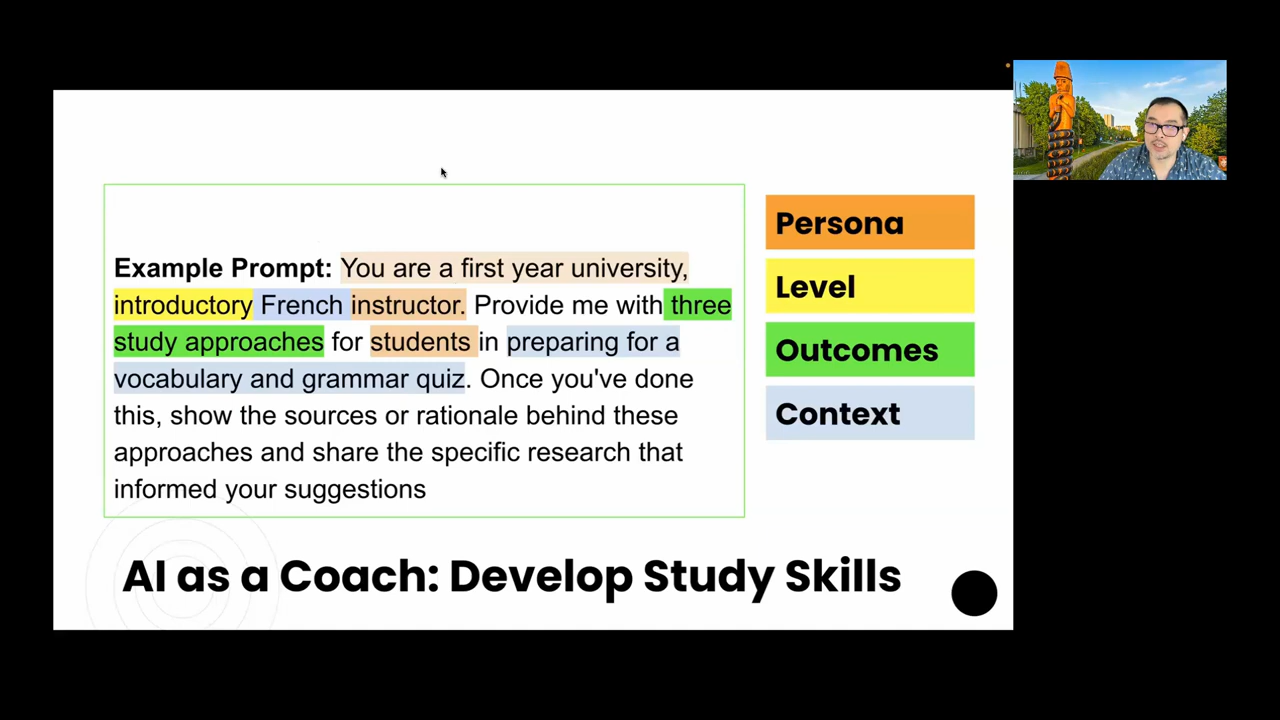 Example Prompt: You are a first year university,
introductory French instructor. Provide me with three
study approaches for students in preparing for a
vocabulary and grammar quiz. Once you've done
this, show the sources or rationale behind these
approaches and share the specific research that
informed your suggestions
Persona
Level
Outcomes
Context
AI as a Coach: Develop Study Skills